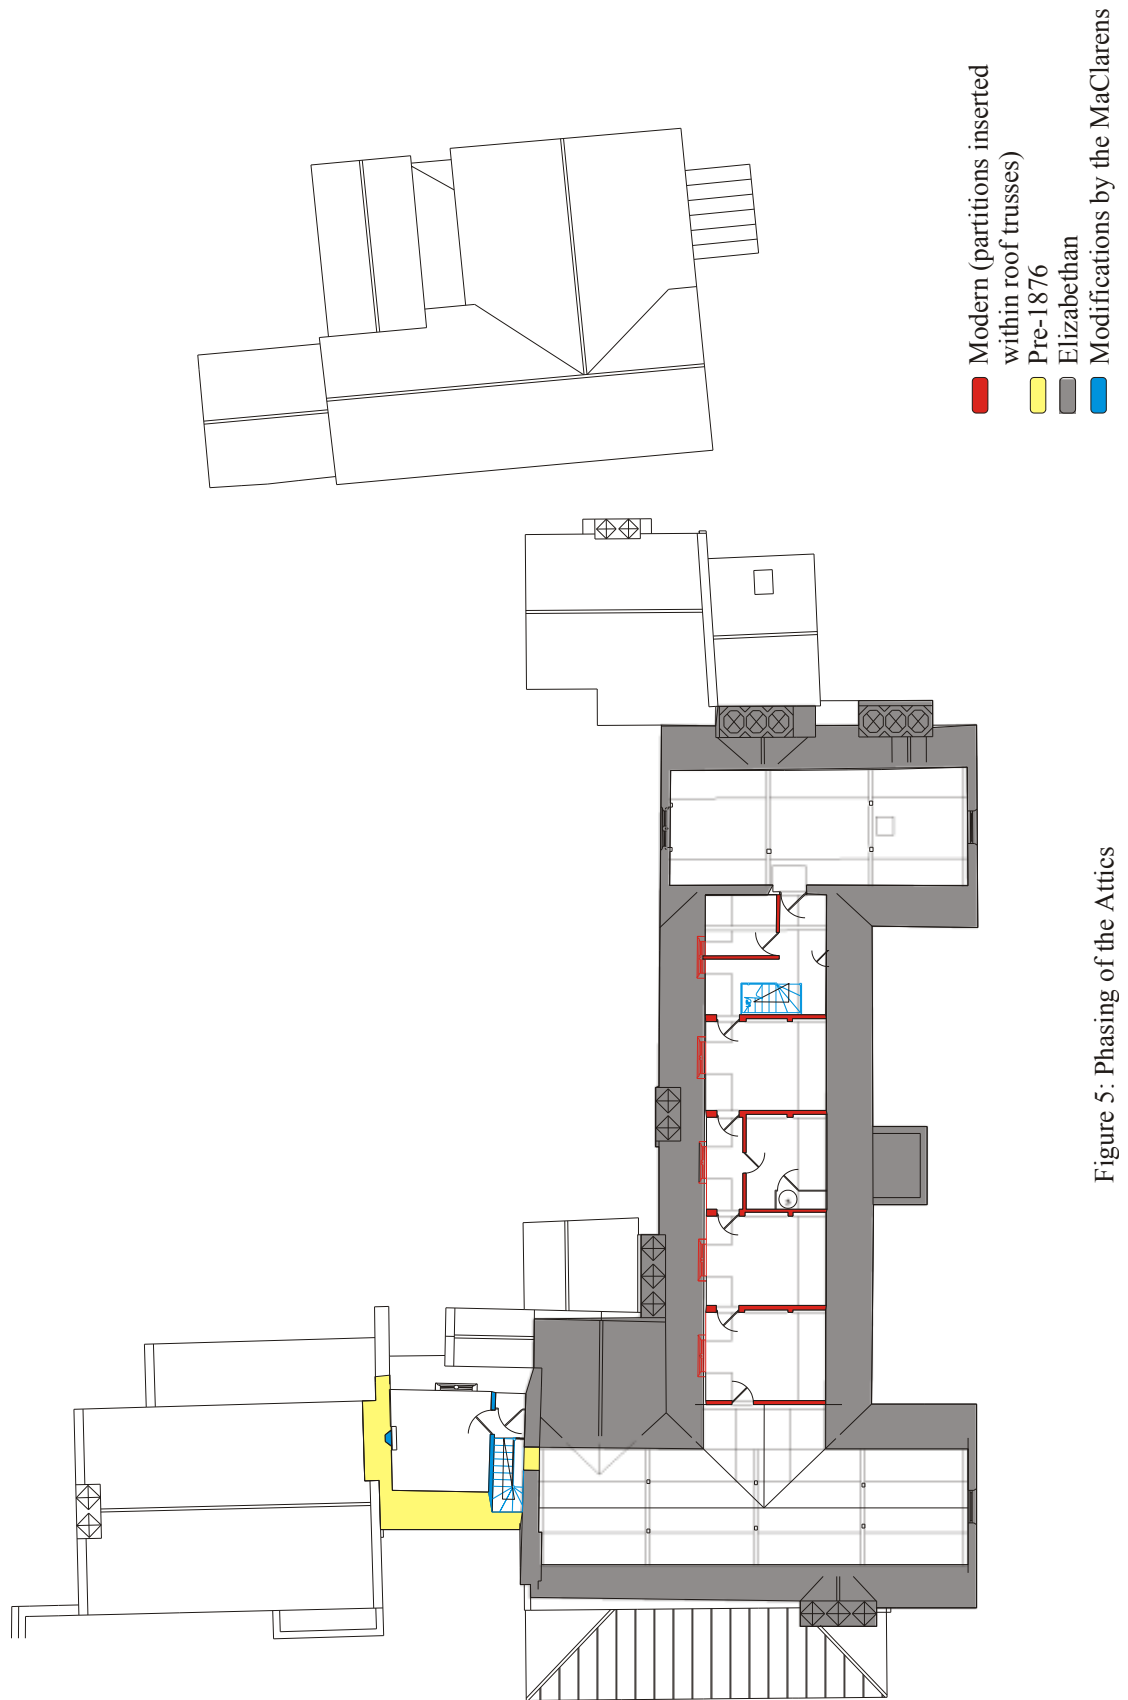 Modern (partitions inserted
within roof trusses)
Pre-1876
Elizabethan
Modifications by the MaClarens
Figure 5: Phasing of the Attics